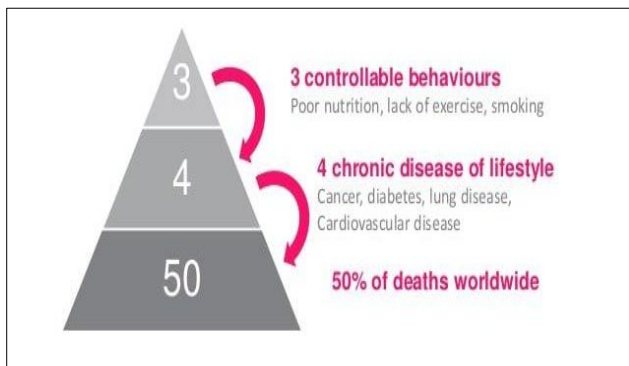 3
3 controllable behaviours
Poor nutrition, lack of exercise, smoking
4
4 chronic disease of lifestyle
Cancer, diabetes, lung disease,
Cardiovascular disease
50
50% of deaths worldwide